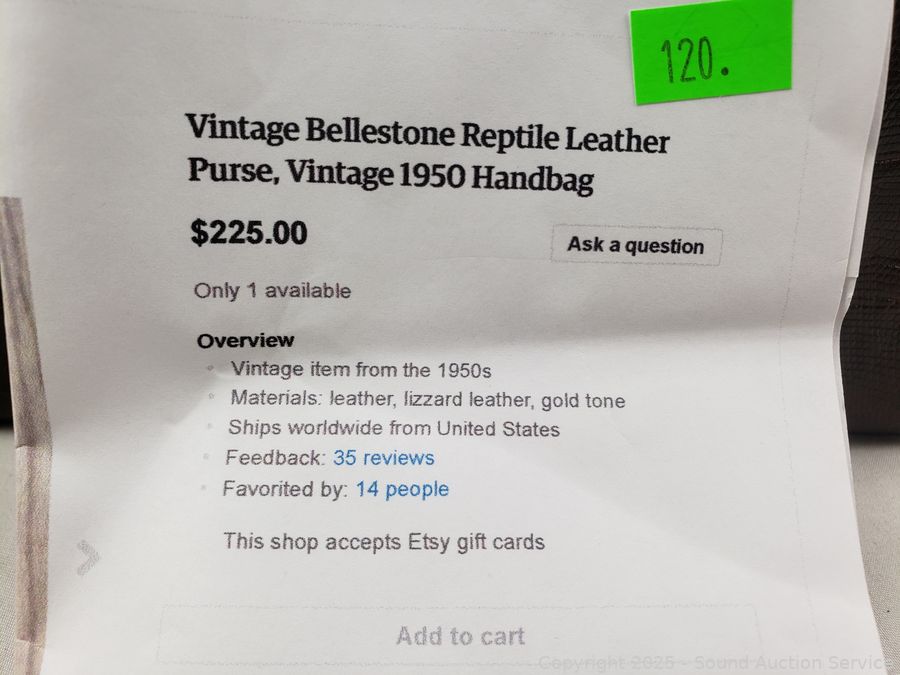 120.
Vintage Bellestone Reptile Leather
Purse, Vintage 1950 Handbag
$225.00
Ask a question
Only 1 available
Overview
Vintage item from the 1950s
Materials: leather, lizzard leather, gold tone
Ships worldwide from United States
Feedback: 35 reviews
Favorited by: 14 people
This shop accepts Etsy gift cards
Add to cart
Copyright 2025 - Sound Auction Service